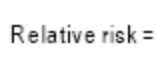 Relative risk =